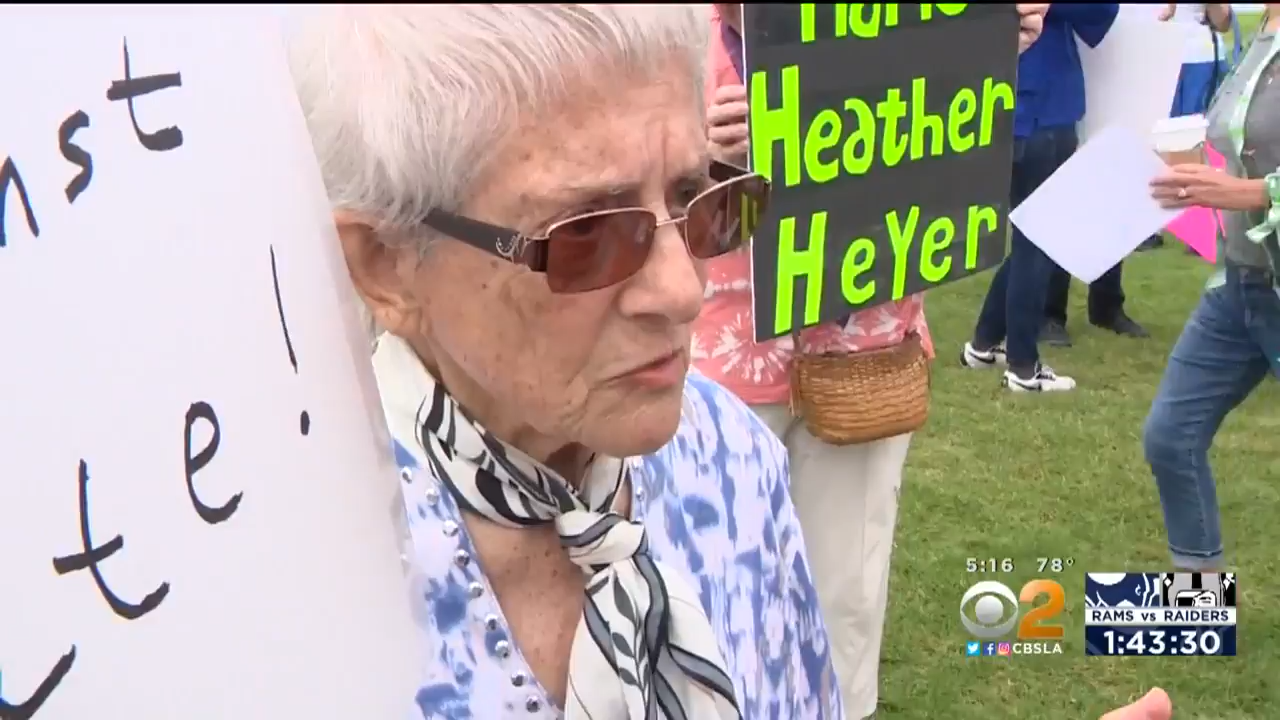 nst
!
te
Heather
HeYer
5:16 78°
2
CBSLA
RAMS vs RAIDERS
1:43:30